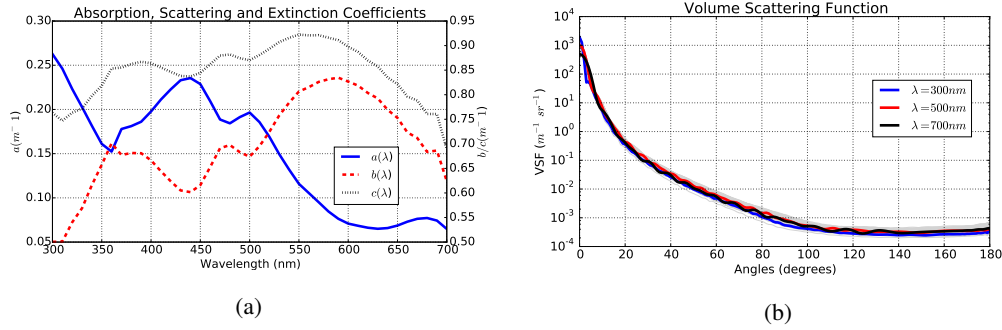 Absorption, Scattering and Extinction Coefficients
0.30
0.25
0.20
0.15
0.10
0.05
a(m⁻ 1)
0.95
0.90
0.85
0.80
0.75
0.70
0.65
0.60
0.55
0.50
b/c(m⁻1)
a(λ)
b(λ)
c(λ)
300 350 400 450 500 550 600 650 700
Wavelength (nm)
(a)
Volume Scattering Function
10⁴
10³
10²
10¹
10⁰
10⁻¹
10⁻²
10⁻³
10⁻⁴
VSF (m⁻¹ sr⁻¹)
λ=300nm
λ=500nm
λ=700nm
0 20 40 60 80 100 120 140 160 180
Angles (degrees)
(b)